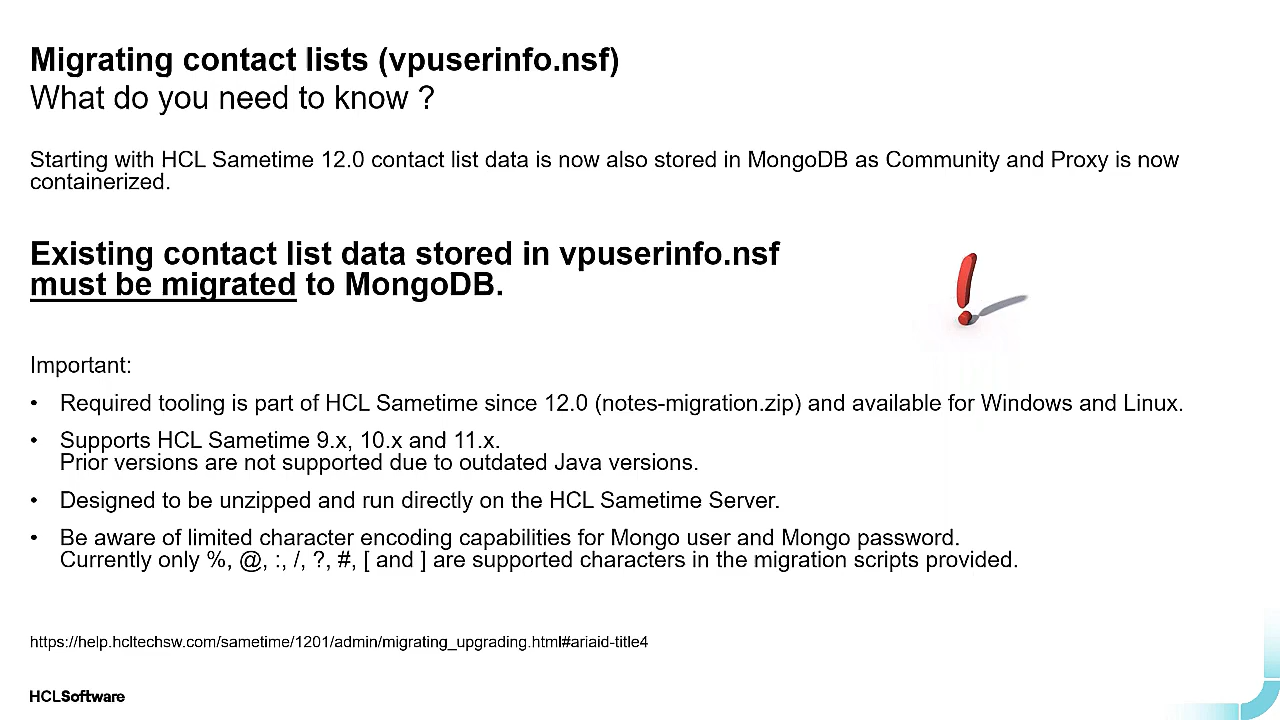 Migrating contact lists (vpuserinfo.nsf)
What do you need to know ?
Starting with HCL Sametime 12.0 contact list data is now also stored in MongoDB as Community and Proxy is now
containerized.
Existing contact list data stored in vpuserinfo.nsf
must be migrated to MongoDB.
Important:
• Required tooling is part of HCL Sametime since 12.0 (notes-migration.zip) and available for Windows and Linux.
• Supports HCL Sametime 9.x, 10.x and 11.x.
Prior versions are not supported due to outdated Java versions.
• Designed to be unzipped and run directly on the HCL Sametime Server.
• Be aware of limited character encoding capabilities for Mongo user and Mongo password.
Currently only %, @, :, /, ?, #, [ and ] are supported characters in the migration scripts provided.
https://help.hcltechsw.com/sametime/1201/admin/migrating_upgrading.html#ariaid-title4
HCLSoftware